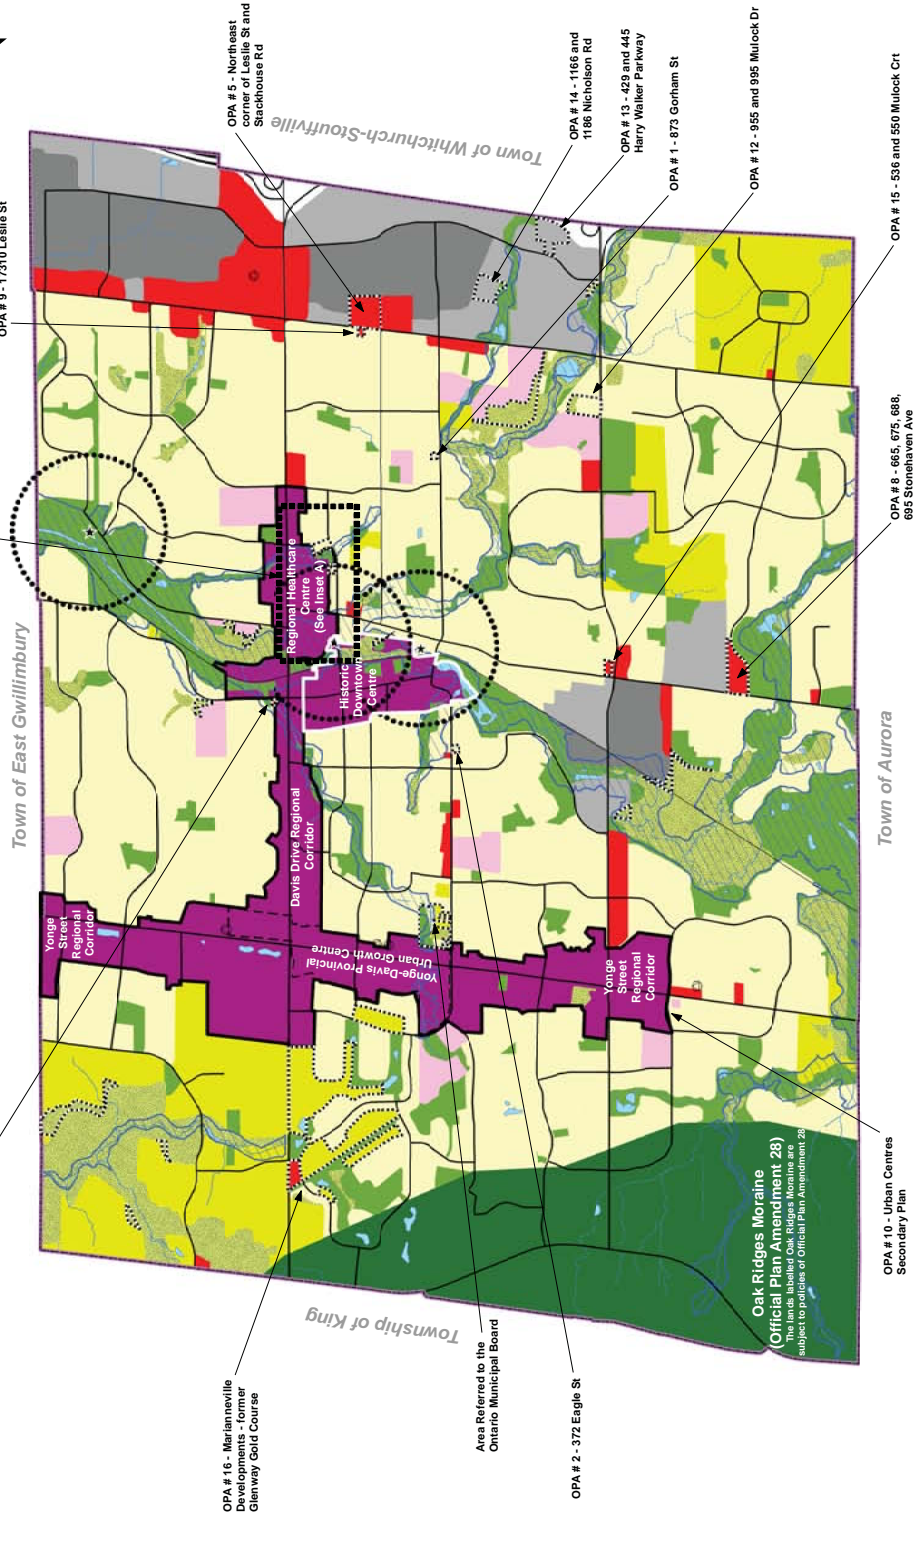 OPA # 9 - 17310 Leslie St
OPA # 5 - Northeast
corner of Leslie St and
Stackhouse Rd
Town of Whitchurch-Stouffville
OPA # 14 - 1166 and
1186 Nicholson Rd
OPA # 13 - 429 and 445
Harry Walker Parkway
OPA # 1 - 873 Gorham St
OPA # 12 - 955 and 995 Mulock Dr
OPA # 15 - 536 and 550 Mulock Crt
OPA # 8 - 665, 675, 688,
695 Stonehaven Ave
Town of East Gwillimbury
Regional Healthcare
Centre
(See Inset A)
Historic
Downtown
Centre
Davis Drive Regional
Corridor
Yonge
Street
Regional
Corridor
Yonge-Davis Provincial
Urban Growth Centre
Yonge
Street
Regional
Corridor
Town of Aurora
Oak Ridges Moraine
(Official Plan Amendment 28)
The lands labelled Oak Ridges Moraine are
subject to policies of Official Plan Amendment 28
OPA # 10 - Urban Centres
Secondary Plan
Township of King
OPA # 16 - Marianneville
Developments - former
Glenway Gold Course
Area Referred to the
Ontario Municipal Board
OPA # 2 - 372 Eagle St